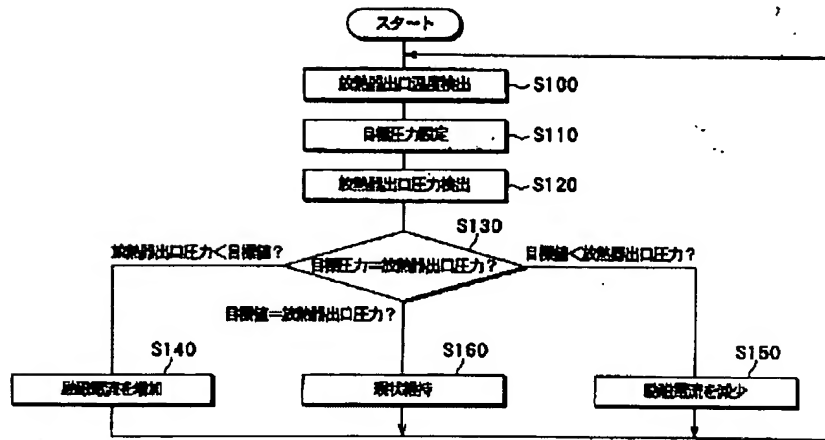 スタート
放熱器出口温度検出
S100
目標圧力設定
S110
放熱器出口圧力検出
S120
S130
放熱器出口圧力<目標値?
目標圧力=放熱器出口圧力?
目標値<放熱器出口圧力?
目標値=放熱器出口圧力?
S140
S160
S150
励磁電流を増加
現状維持
励磁電流を減少